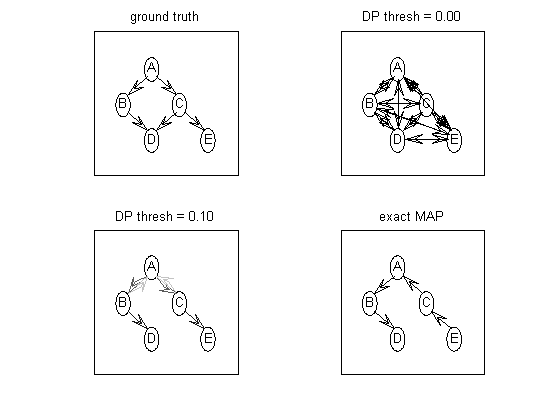 ground truth
DP thresh = 0.00
A
B
C
D
E
A
B
C
D
E
DP thresh = 0.10
exact MAP
A
B
C
D
E
A
B
C
D
E